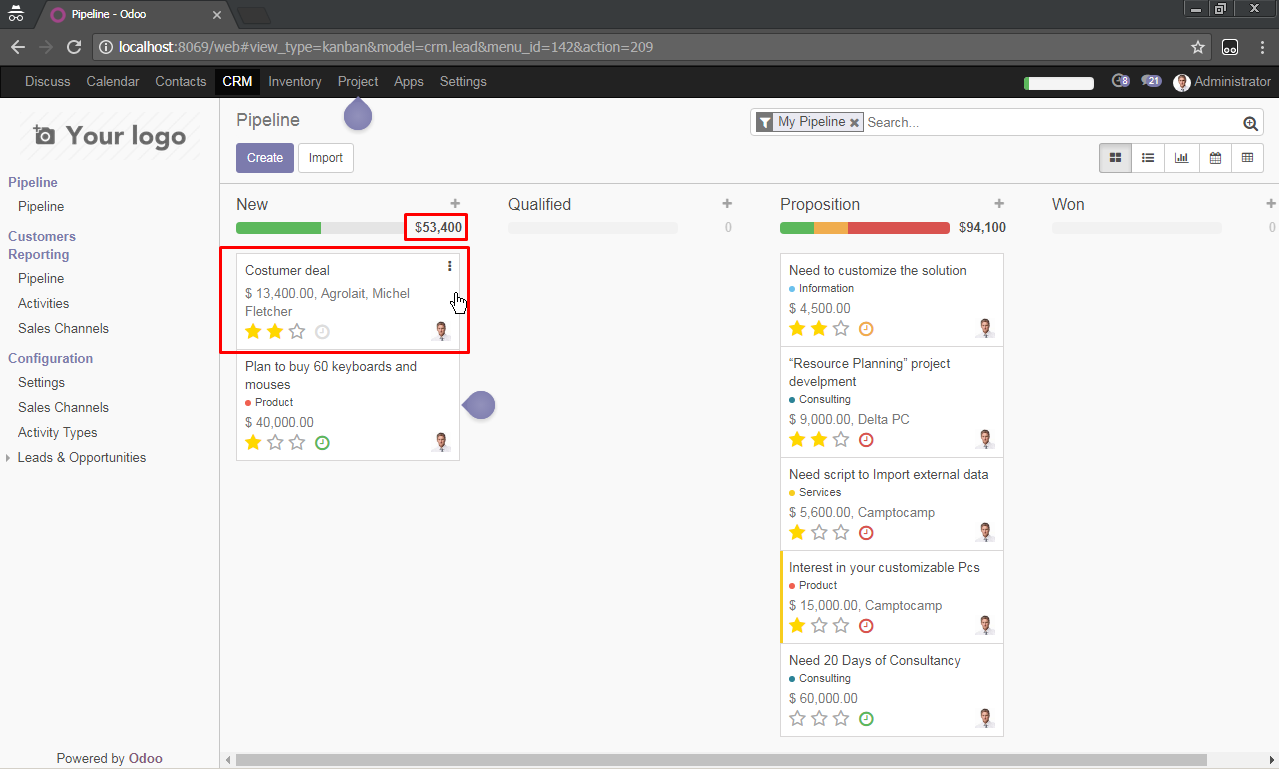 Pipeline - Odoo
localhost:8069/web#view_type=kanban&model=crm.lead&menu_id=142&action=209
Discuss Calendar Contacts CRM Inventory Project Apps Settings 8 21 Administrator
Your logo
Pipeline
Pipeline
Customers
Reporting
Pipeline
Activities
Sales Channels
Configuration
Settings
Sales Channels
Activity Types
Leads & Opportunities
Powered by Odoo
Pipeline
My Pipeline Search...
Create Import
New
$53,400
Costumer deal
$ 13,400.00, Agrolait, Michel
Fletcher
Plan to buy 60 keyboards and
mouses
Product
$ 40,000.00
Qualified
0
Proposition
$94,100
Need to customize the solution
Information
$ 4,500.00
“Resource Planning” project
develpment
Consulting
$ 9,000.00, Delta PC
Need script to Import external data
Services
$ 5,600.00, Camptocamp
Interest in your customizable Pcs
Product
$ 15,000.00, Camptocamp
Need 20 Days of Consultancy
Consulting
$ 60,000.00
Won
0